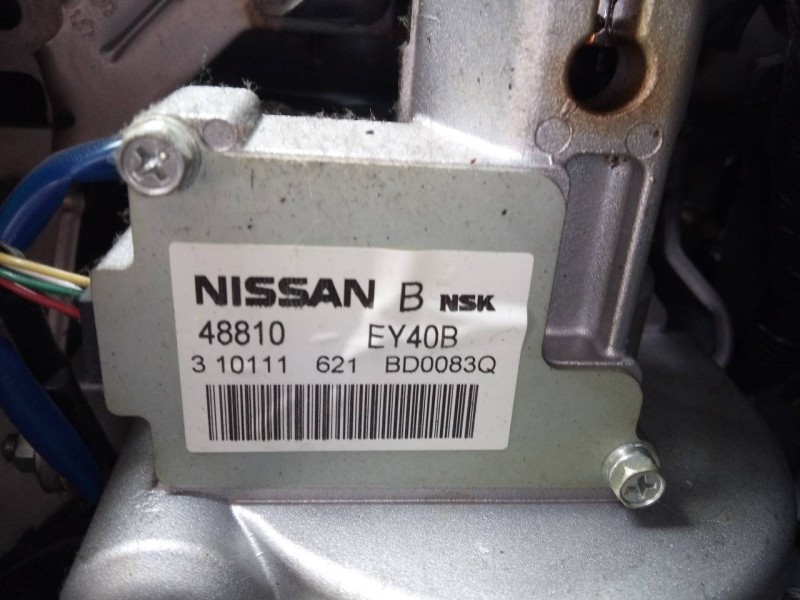 NISSAN B NSK
48810 EY40B
3 10111 621 BD0083Q